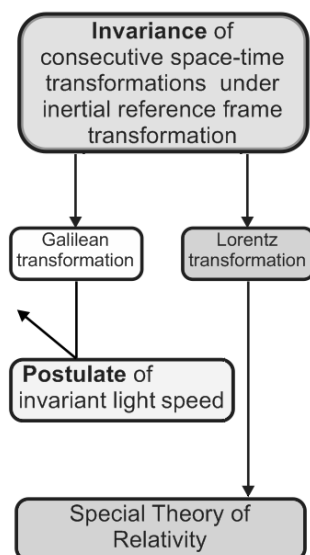 Invariance of
consecutive space-time
transformations under
inertial reference frame
transformation
Galilean
transformation
Lorentz
transformation
Postulate of
invariant light speed
Special Theory of
Relativity